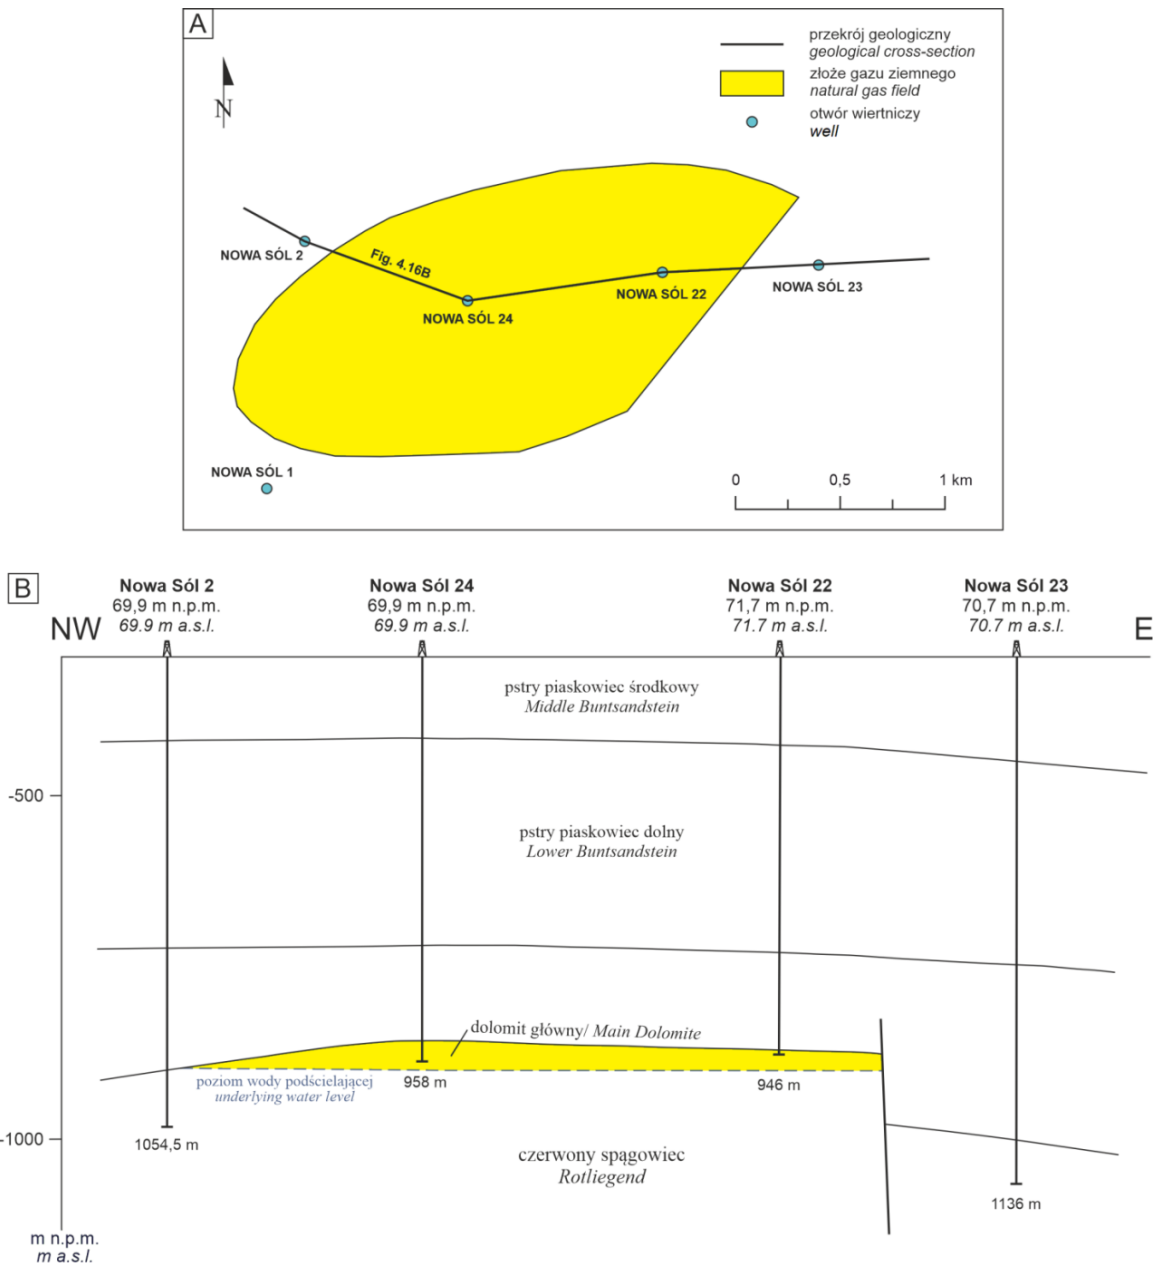 A
przekrój geologiczny
geological cross-section
złoże gazu ziemnego
natural gas field
otwór wiertniczy
well
N
NOWA SÓL 2
Fig. 4.16B
NOWA SÓL 24
NOWA SÓL 22
NOWA SÓL 23
NOWA SÓL 1
0 0,5 1 km
B
Nowa Sól 2
69,9 m n.p.m.
69.9 m a.s.l.
Nowa Sól 24
69,9 m n.p.m.
69.9 m a.s.l.
Nowa Sól 22
71,7 m n.p.m.
71.7 m a.s.l.
Nowa Sól 23
70,7 m n.p.m.
70.7 m a.s.l.
NW
E
pstry piaskowiec środkowy
Middle Buntsandstein
-500
pstry piaskowiec dolny
Lower Buntsandstein
dolomit główny/ Main Dolomite
poziom wody podścielającej
underlying water level
958 m
946 m
-1000
1054,5 m
czerwony spągowiec
Rotliegend
1136 m
m n.p.m.
m a.s.l.